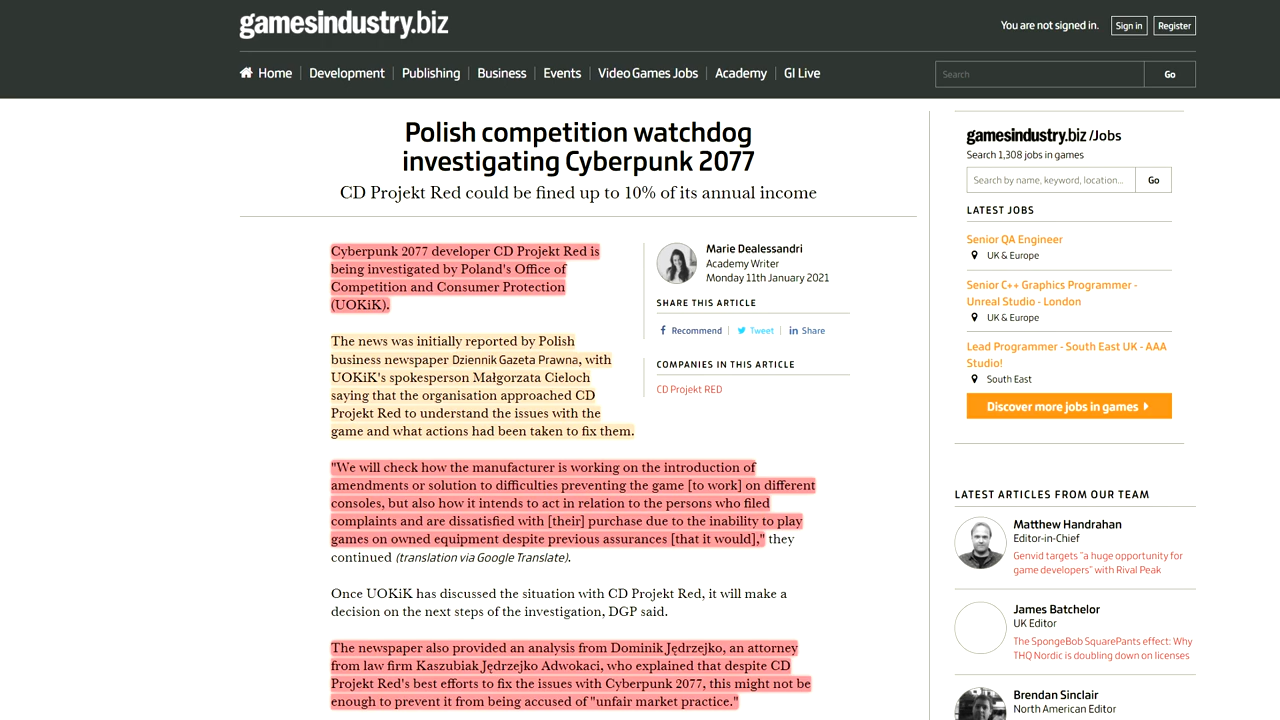 gamesindustry.biz
You are not signed in.
Sign in
Register
Home
Development
Publishing
Business
Events
Video Games Jobs
Academy
GI Live
Search
Go
Polish competition watchdog
investigating Cyberpunk 2077
CD Projekt Red could be fined up to 10% of its annual income
Cyberpunk 2077 developer CD Projekt Red is
being investigated by Poland's Office of
Competition and Consumer Protection
(UOKiK).
The news was initially reported by Polish
business newspaper Dziennik Gazeta Prawna, with
UOKiK's spokesperson Małgorzata Cieloch
saying that the organisation approached CD
Projekt Red to understand the issues with the
game and what actions had been taken to fix them.
"We will check how the manufacturer is working on the introduction of
amendments or solution to difficulties preventing the game [to work] on different
consoles, but also how it intends to act in relation to the persons who filed
complaints and are dissatisfied with [their] purchase due to the inability to play
games on owned equipment despite previous assurances [that it would]," they
continued (translation via Google Translate).
Once UOKiK has discussed the situation with CD Projekt Red, it will make a
decision on the next steps of the investigation, DGP said.
The newspaper also provided an analysis from Dominik Jędrzejko, an attorney
from law firm Kaszubiak Jędrzejko Adwokaci, who explained that despite CD
Projekt Red's best efforts to fix the issues with Cyberpunk 2077, this might not be
enough to prevent it from being accused of "unfair market practice."
Marie Dealessandri
Academy Writer
Monday 11th January 2021
SHARE THIS ARTICLE
Recommend
Tweet
Share
COMPANIES IN THIS ARTICLE
CD Projekt RED
gamesindustry.biz /Jobs
Search 1,308 jobs in games
Search by name, keyword, location...
Go
LATEST JOBS
Senior QA Engineer
UK & Europe
Senior C++ Graphics Programmer -
Unreal Studio - London
UK & Europe
Lead Programmer - South East UK - AAA
Studio!
South East
Discover more jobs in games
LATEST ARTICLES FROM OUR TEAM
Matthew Handrahan
Editor-in-Chief
Genvid targets "a huge opportunity for
game developers" with Rival Peak
James Batchelor
UK Editor
The SpongeBob SquarePants effect: Why
THQ Nordic is doubling down on licenses
Brendan Sinclair
North American Editor